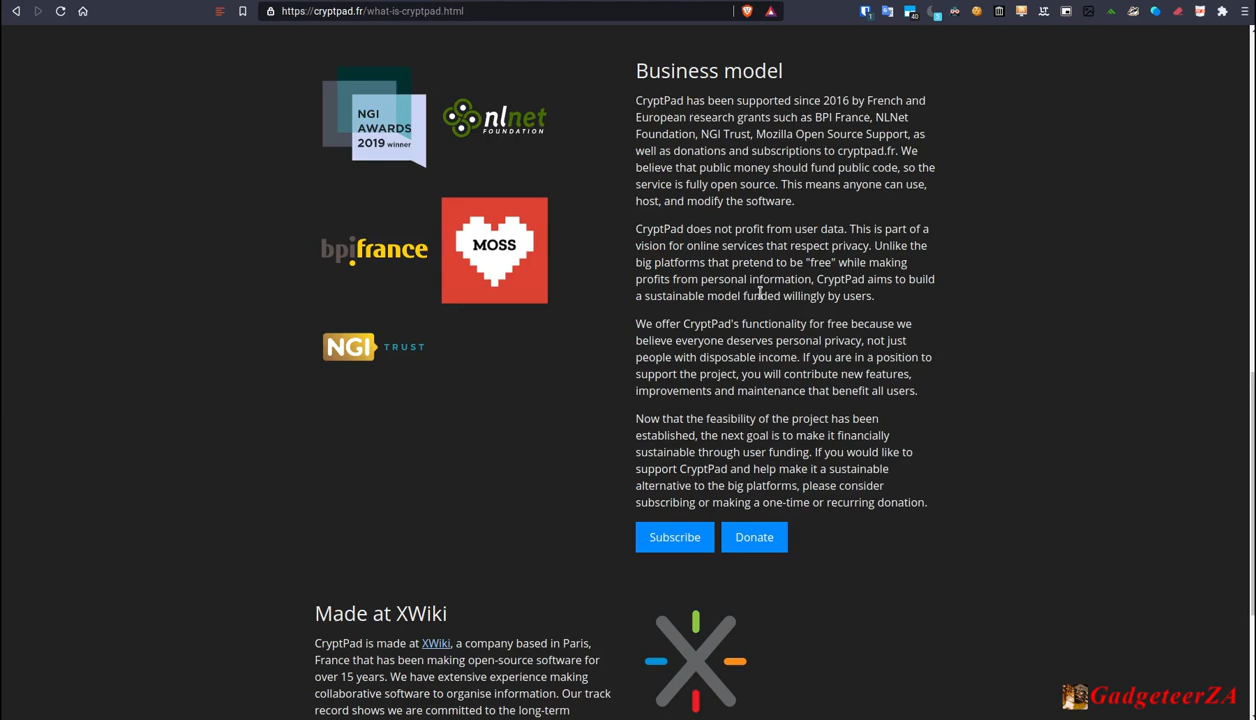 https://cryptpad.fr/what-is-cryptpad.html
1
40
3
NGI
AWARDS
2019 winner
nlnet
FOUNDATION
bpifrance
MOSS
NGI TRUST
Business model
CryptPad has been supported since 2016 by French and
European research grants such as BPI France, NLNet
Foundation, NGI Trust, Mozilla Open Source Support, as
well as donations and subscriptions to cryptpad.fr. We
believe that public money should fund public code, so the
service is fully open source. This means anyone can use,
host, and modify the software.
CryptPad does not profit from user data. This is part of a
vision for online services that respect privacy. Unlike the
big platforms that pretend to be "free" while making
profits from personal information, CryptPad aims to build
a sustainable model funded willingly by users.
We offer CryptPad's functionality for free because we
believe everyone deserves personal privacy, not just
people with disposable income. If you are in a position to
support the project, you will contribute new features,
improvements and maintenance that benefit all users.
Now that the feasibility of the project has been
established, the next goal is to make it financially
sustainable through user funding. If you would like to
support CryptPad and help make it a sustainable
alternative to the big platforms, please consider
subscribing or making a one-time or recurring donation.
Subscribe
Donate
Made at XWiki
CryptPad is made at XWiki, a company based in Paris,
France that has been making open-source software for
over 15 years. We have extensive experience making
collaborative software to organise information. Our track
record shows we are committed to the long-term
GadgeteerZA